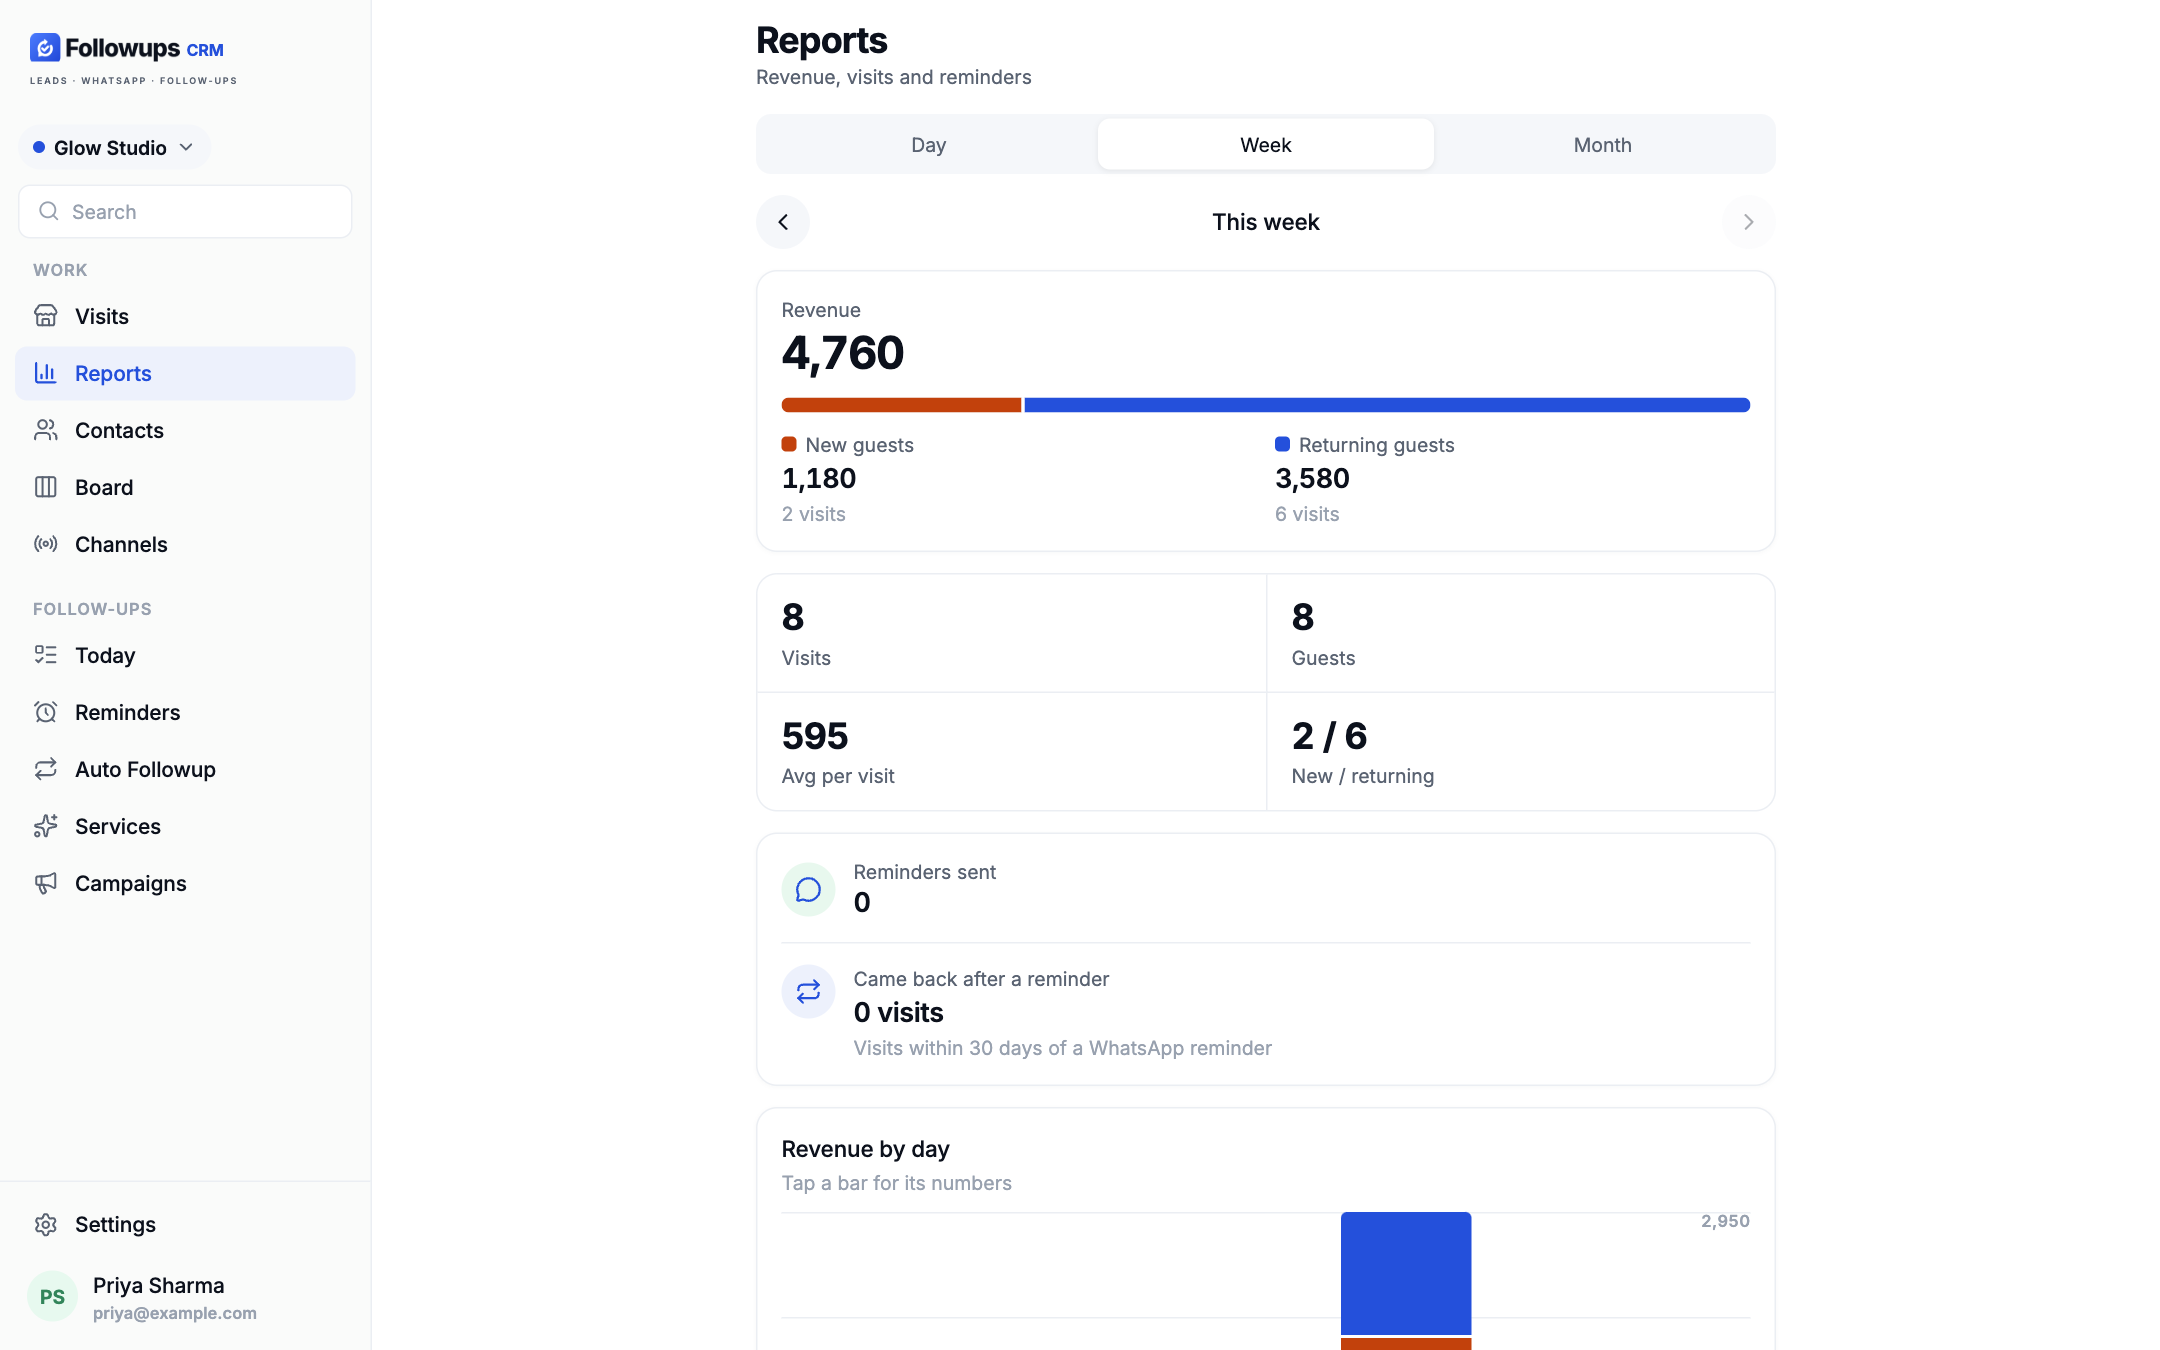 Followups CRM
LEADS · WHATSAPP · FOLLOW-UPS
Glow Studio
Search
WORK
Visits
Reports
Contacts
Board
Channels
FOLLOW-UPS
Today
Reminders
Auto Followup
Services
Campaigns
Settings
PS
Priya Sharma
priya@example.com
Reports
Revenue, visits and reminders
Day
Week
Month
This week
Revenue
4,760
New guests
1,180
2 visits
Returning guests
3,580
6 visits
8
Visits
8
Guests
595
Avg per visit
2 / 6
New / returning
Reminders sent
0
Came back after a reminder
0 visits
Visits within 30 days of a WhatsApp reminder
Revenue by day
Tap a bar for its numbers
2,950